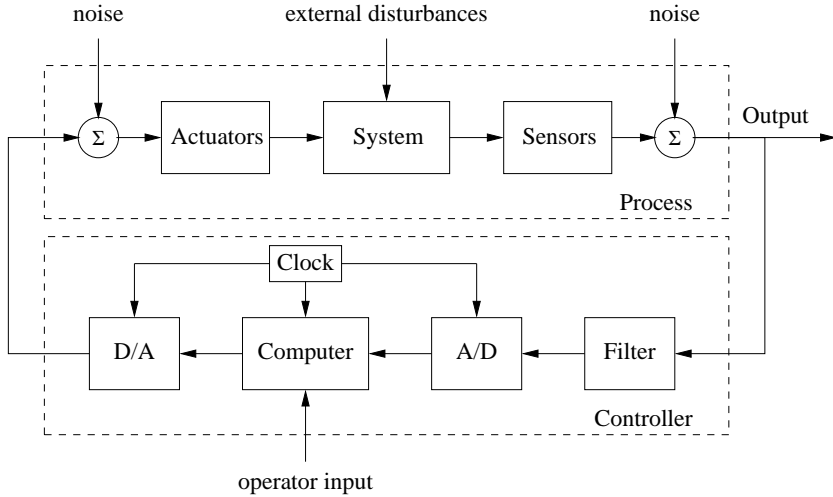 noise
external disturbances
noise
Σ
Actuators
System
Sensors
Σ
Output
Process
Clock
D/A
Computer
A/D
Filter
Controller
operator input